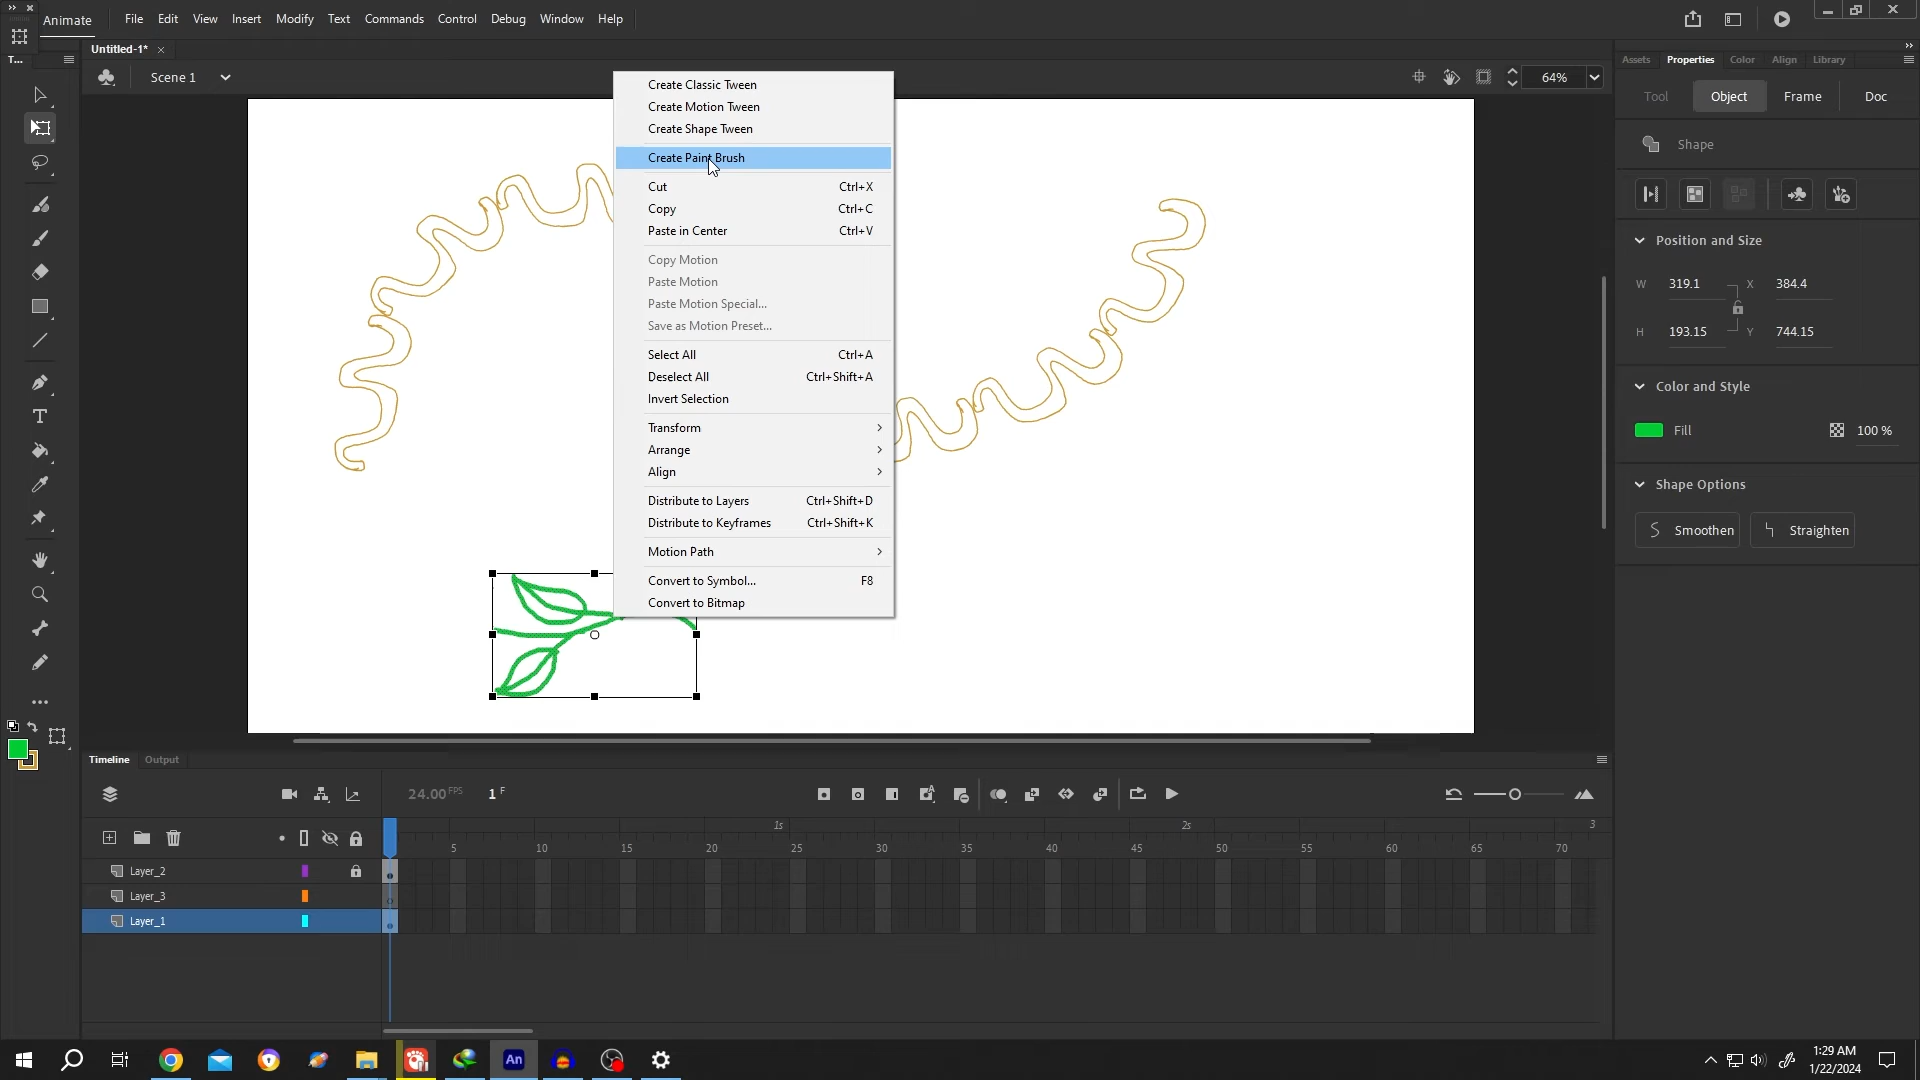 Animate
File Edit View Insert Modify Text Commands Control Debug Window Help
T...
Untitled-1*
Scene 1
64%
Assets Properties Color Align Library
Tool Object Frame Doc
Shape
Position and Size
W 319.1 X 384.4
H 193.15 Y 744.15
Color and Style
Fill 100 %
Shape Options
Smoothen Straighten
Create Classic Tween
Create Motion Tween
Create Shape Tween
Create Paint Brush
Cut Ctrl+X
Copy Ctrl+C
Paste in Center Ctrl+V
Copy Motion
Paste Motion
Paste Motion Special...
Save as Motion Preset...
Select All Ctrl+A
Deselect All Ctrl+Shift+A
Invert Selection
Transform
Arrange
Align
Distribute to Layers Ctrl+Shift+D
Distribute to Keyframes Ctrl+Shift+K
Motion Path
Convert to Symbol... F8
Convert to Bitmap
Timeline Output
24.00 FPS 1 F
1s 2s 3
5 10 15 20 25 30 35 40 45 50 55 60 65 70
Layer_2
Layer_3
Layer_1
An
1:29 AM
1/22/2024